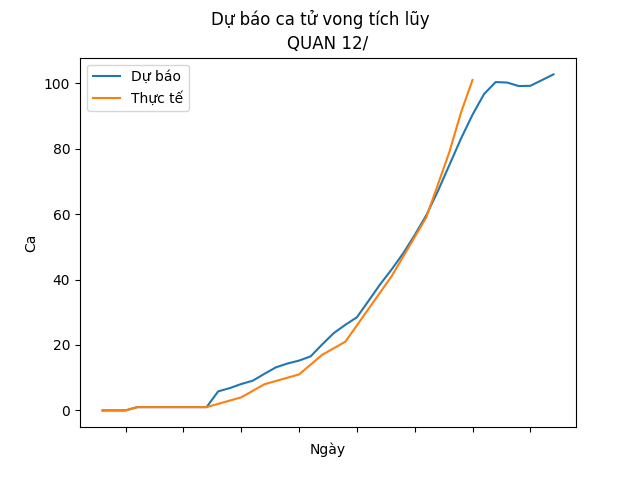 Dự báo ca tử vong tích lũy
QUAN 12/
Dự báo
Thực tế
100
80
60
40
20
0
Ca
Ngày